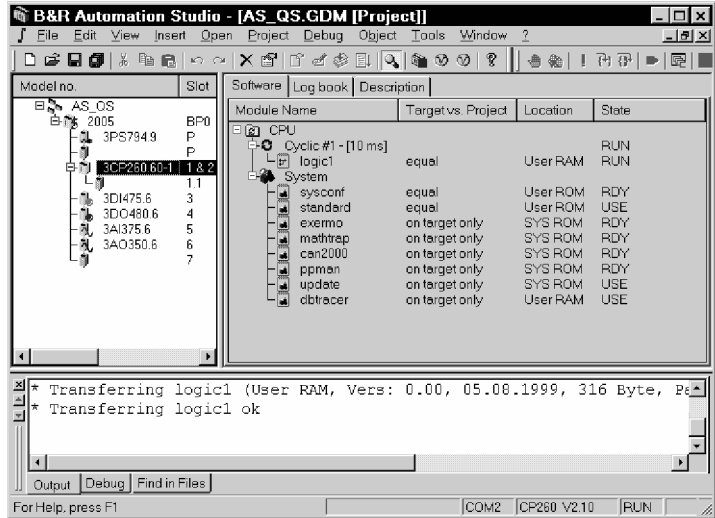 B&R Automation Studio - [AS_QS.GDM [Project]]
File Edit View Insert Open Project Debug Object Tools Window ?
Model no. Slot
AS_QS
2005 BP0
3PS794.9 P
P
3CP260.60-1 1 & 2
1.1
3DI475.6 3
3DO480.6 4
3AI375.6 5
3AO350.6 6
7
Software Log book Description
Module Name Target vs. Project Location State
CPU
Cyclic #1 - [10 ms] RUN
logic1 equal User RAM RUN
System
sysconf equal User ROM RDY
standard equal User ROM USE
exermo on target only SYS ROM RDY
mathtrap on target only SYS ROM RDY
can2000 on target only SYS ROM RDY
ppman on target only SYS ROM RDY
update on target only SYS ROM USE
dbtracer on target only User RAM USE
* Transferring logic1 (User RAM, Vers: 0.00, 05.08.1999, 316 Byte, Pa
* Transferring logic1 ok
Output Debug Find in Files
For Help, press F1 COM2 CP260 V2.10 RUN